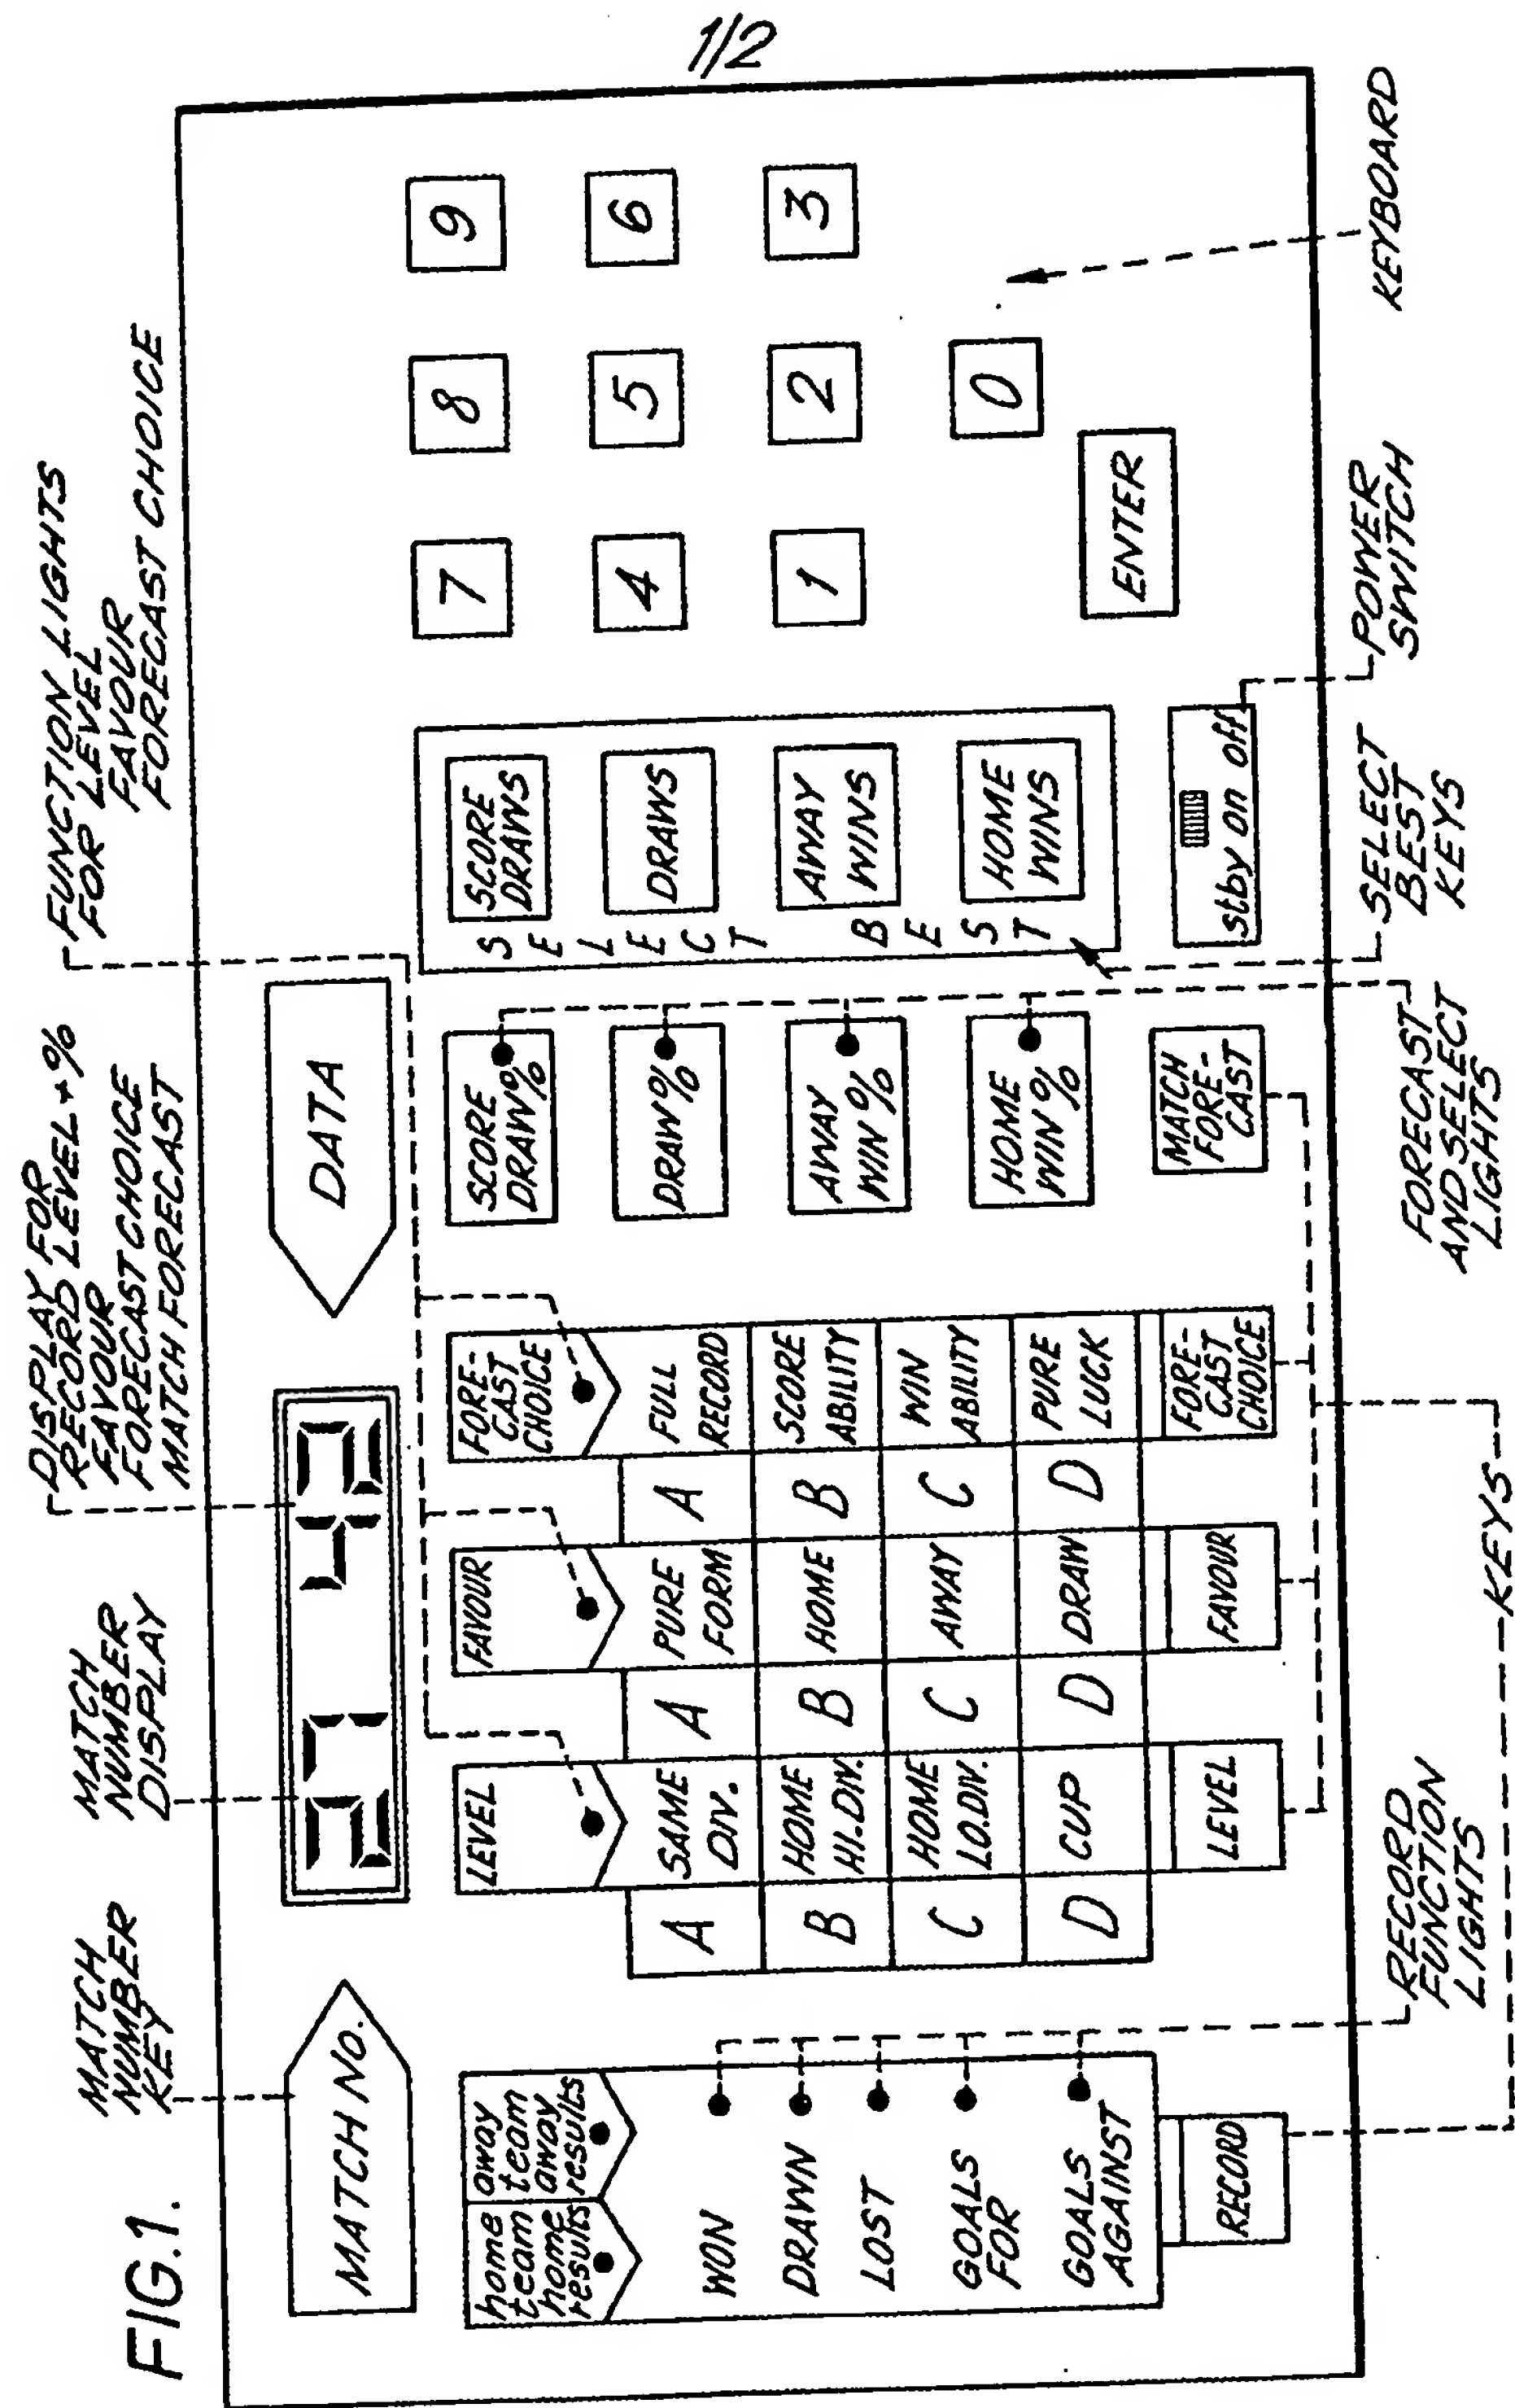 1/2
FIG.1.
MATCH
NUMBER
KEY
MATCH
NUMBER
DISPLAY
DISPLAY FOR
RECORD LEVEL+%
FAVOUR
FORECAST CHOICE
MATCH FORECAST
FUNCTION LIGHTS
FOR LEVEL
FAVOUR
FORECAST CHOICE
MATCH No.
DATA
home
team
home
results
away
team
away
results
WON
DRAWN
LOST
GOALS
FOR
GOALS
AGAINST
RECORD
LEVEL
A
SAME
DIV.
B
HOME
HI.DIV.
C
HOME
LO.DIV.
D
CUP
LEVEL
FAVOUR
A
PURE
FORM
B
HOME
C
AWAY
D
DRAW
FAVOUR
FORE-
CAST
CHOICE
A
FULL
RECORD
B
SCORE
ABILITY
C
WIN
ABILITY
D
PURE
LUCK
FORE-
CAST
CHOICE
SCORE
DRAW%
DRAW%
AWAY
WIN%
HOME
WIN%
MATCH
FORE-
CAST
SELECT BEST
SCORE
DRAWS
DRAWS
AWAY
WINS
HOME
WINS
stby on off
7 8 9
4 5 6
1 2 3
0
ENTER
RECORD
FUNCTION
LIGHTS
KEYS
FORECAST
AND SELECT
LIGHTS
SELECT
BEST
KEYS
POWER
SWITCH
KEYBOARD